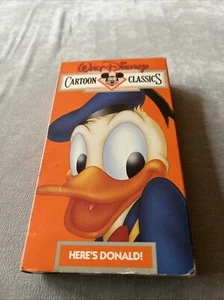 Walt Disney
CARTOON CLASSICS
HERE'S DONALD!